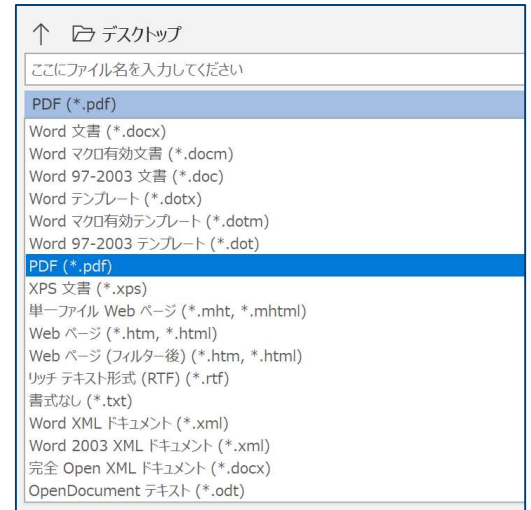 デスクトップ
ここにファイル名を入力してください
PDF (*.pdf)
Word 文書 (*.docx)
Word マクロ有効文書 (*.docm)
Word 97-2003 文書 (*.doc)
Word テンプレート (*.dotx)
Word マクロ有効テンプレート (*.dotm)
Word 97-2003 テンプレート (*.dot)
PDF (*.pdf)
XPS 文書 (*.xps)
単一ファイル Web ページ (*.mht, *.mhtml)
Web ページ (*.htm, *.html)
Web ページ (フィルター後) (*.htm, *.html)
リッチ テキスト形式 (RTF) (*.rtf)
書式なし (*.txt)
Word XML ドキュメント (*.xml)
Word 2003 XML ドキュメント (*.xml)
完全 Open XML ドキュメント (*.docx)
OpenDocument テキスト (*.odt)